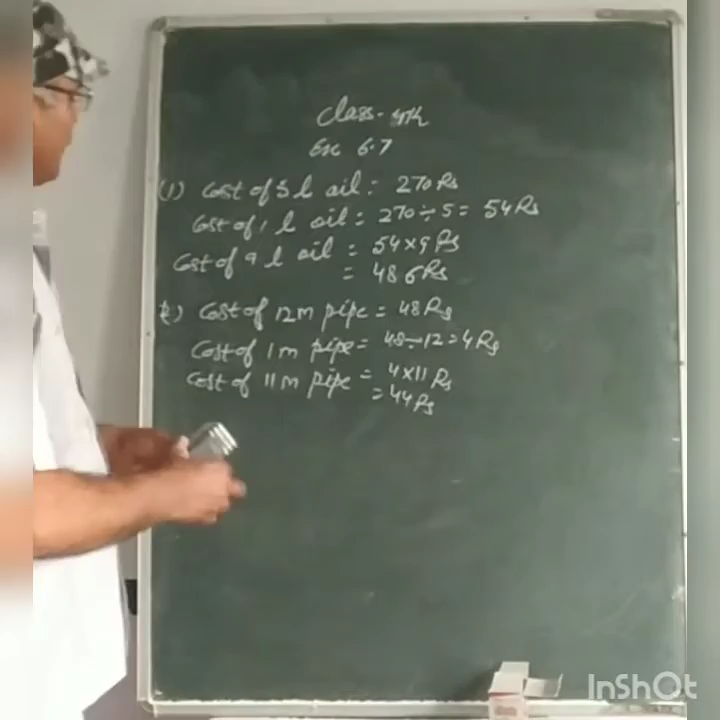 Class - 4th
Ex 6.7
(1) Cost of 5 l oil = 270 Rs
Cost of 1 l oil = 270 ÷ 5 = 54 Rs
Cost of 9 l oil = 54 × 9 Rs
= 486 Rs
2) Cost of 12 m pipe = 48 Rs
Cost of 1 m pipe = 48 ÷ 12 = 4 Rs
Cost of 11 m pipe = 4 × 11 Rs
= 44 Rs
InShOt